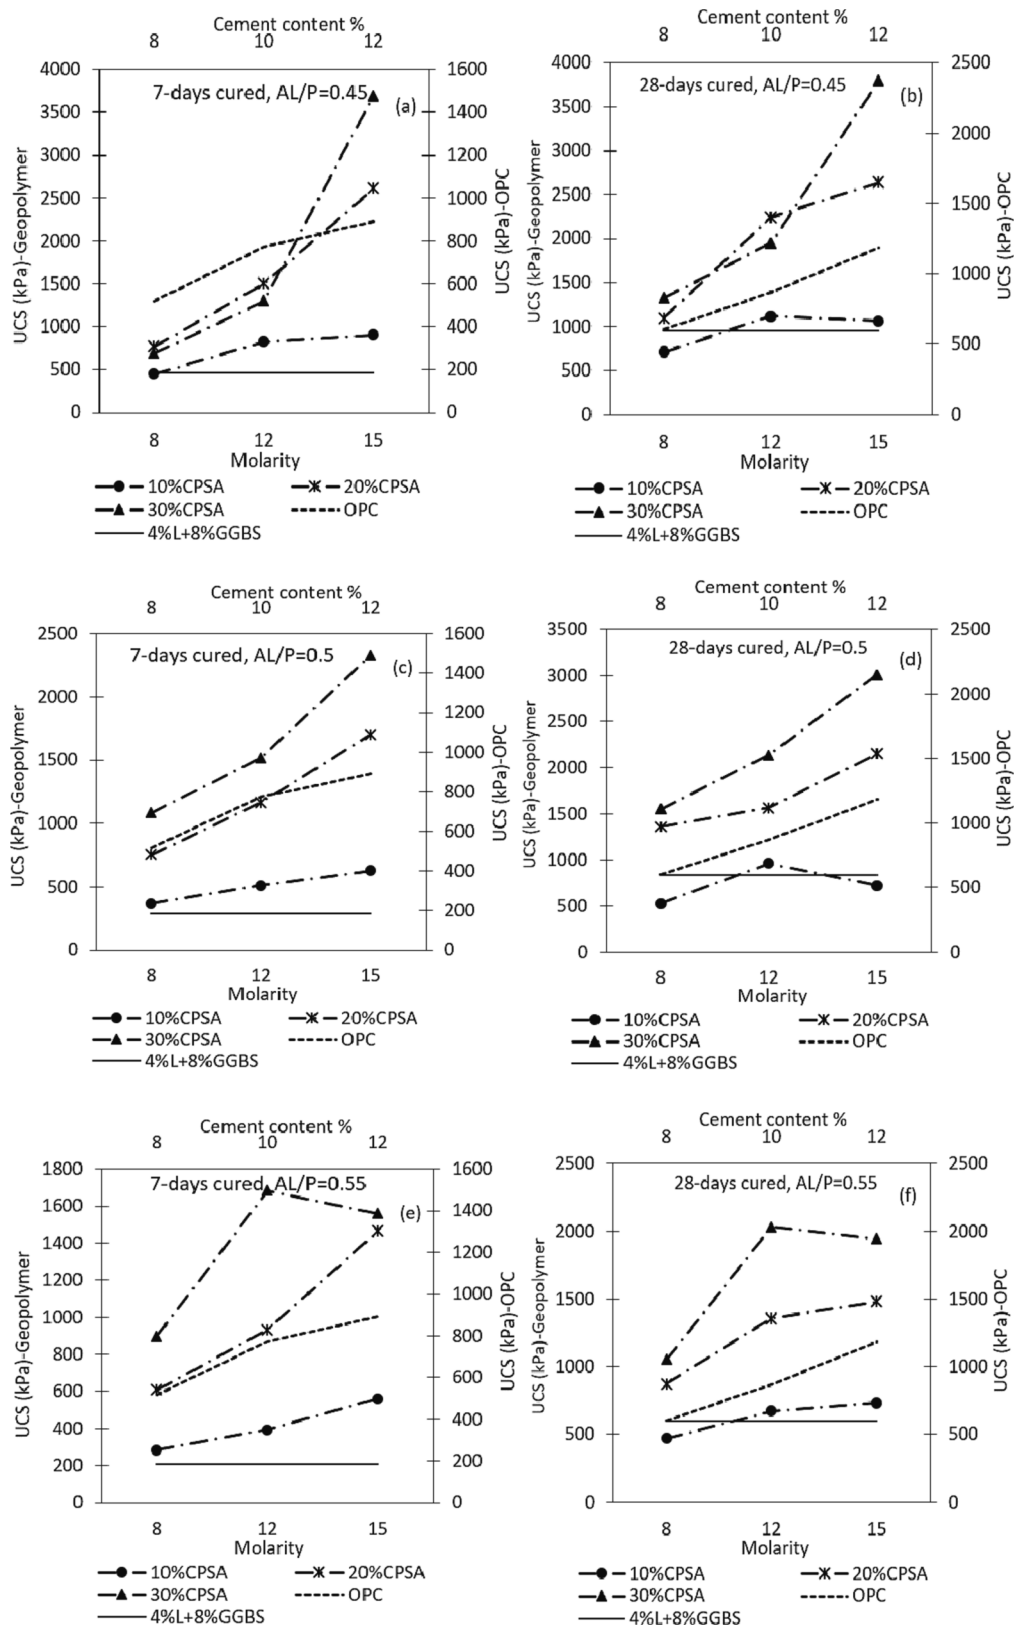 Cement content %
8 10 12
4000
3500
3000
2500
2000
1500
1000
500
0
UCS (kPa)-Geopolymer
7-days cured, AL/P=0.45
(a)
1600
1400
1200
1000
800
600
400
200
0
UCS (kPa)-OPC
8 12 15
Molarity
10%CPSA 20%CPSA
30%CPSA OPC
4%L+8%GGBS
Cement content %
8 10 12
4000
3500
3000
2500
2000
1500
1000
500
0
UCS (kPa)-Geopolymer
28-days cured, AL/P=0.45
(b)
2500
2000
1500
1000
500
0
UCS (kPa)-OPC
8 12 15
Molarity
10%CPSA 20%CPSA
30%CPSA OPC
4%L+8%GGBS
Cement content %
8 10 12
2500
2000
1500
1000
500
0
UCS (kPa)-Geopolymer
7-days cured, AL/P=0.5
(c)
1600
1400
1200
1000
800
600
400
200
0
UCS (kPa)-OPC
8 12 15
Molarity
10%CPSA 20%CPSA
30%CPSA OPC
4%L+8%GGBS
Cement content %
8 10 12
3500
3000
2500
2000
1500
1000
500
0
UCS (kPa)-Geopolymer
28-days cured, AL/P=0.5
(d)
2500
2000
1500
1000
500
0
UCS (kPa)-OPC
8 12 15
Molarity
10%CPSA 20%CPSA
30%CPSA OPC
4%L+8%GGBS
Cement content %
8 10 12
1800
1600
1400
1200
1000
800
600
400
200
0
UCS (kPa)-Geopolymer
7-days cured, AL/P=0.55
(e)
1600
1400
1200
1000
800
600
400
200
0
UCS (kPa)-OPC
8 12 15
Molarity
10%CPSA 20%CPSA
30%CPSA OPC
4%L+8%GGBS
Cement content %
8 10 12
2500
2000
1500
1000
500
0
UCS (kPa)-Geopolymer
28-days cured, AL/P=0.55
(f)
2500
2000
1500
1000
500
0
UCS (kPa)-OPC
8 12 15
Molarity
10%CPSA 20%CPSA
30%CPSA OPC
4%L+8%GGBS